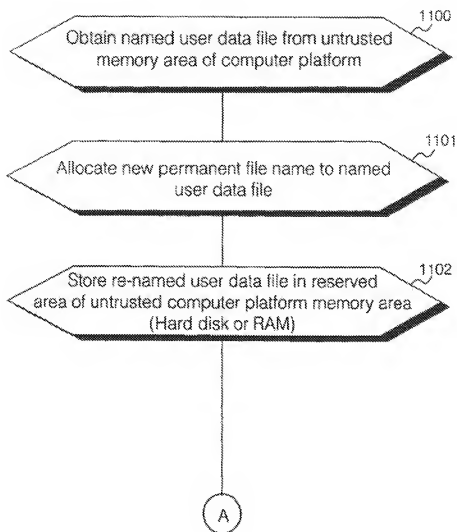 1100
Obtain named user data file from untrusted
memory area of computer platform
1101
Allocate new permanent file name to named
user data file
1102
Store re-named user data file in reserved
area of untrusted computer platform memory area
(Hard disk or RAM)
A